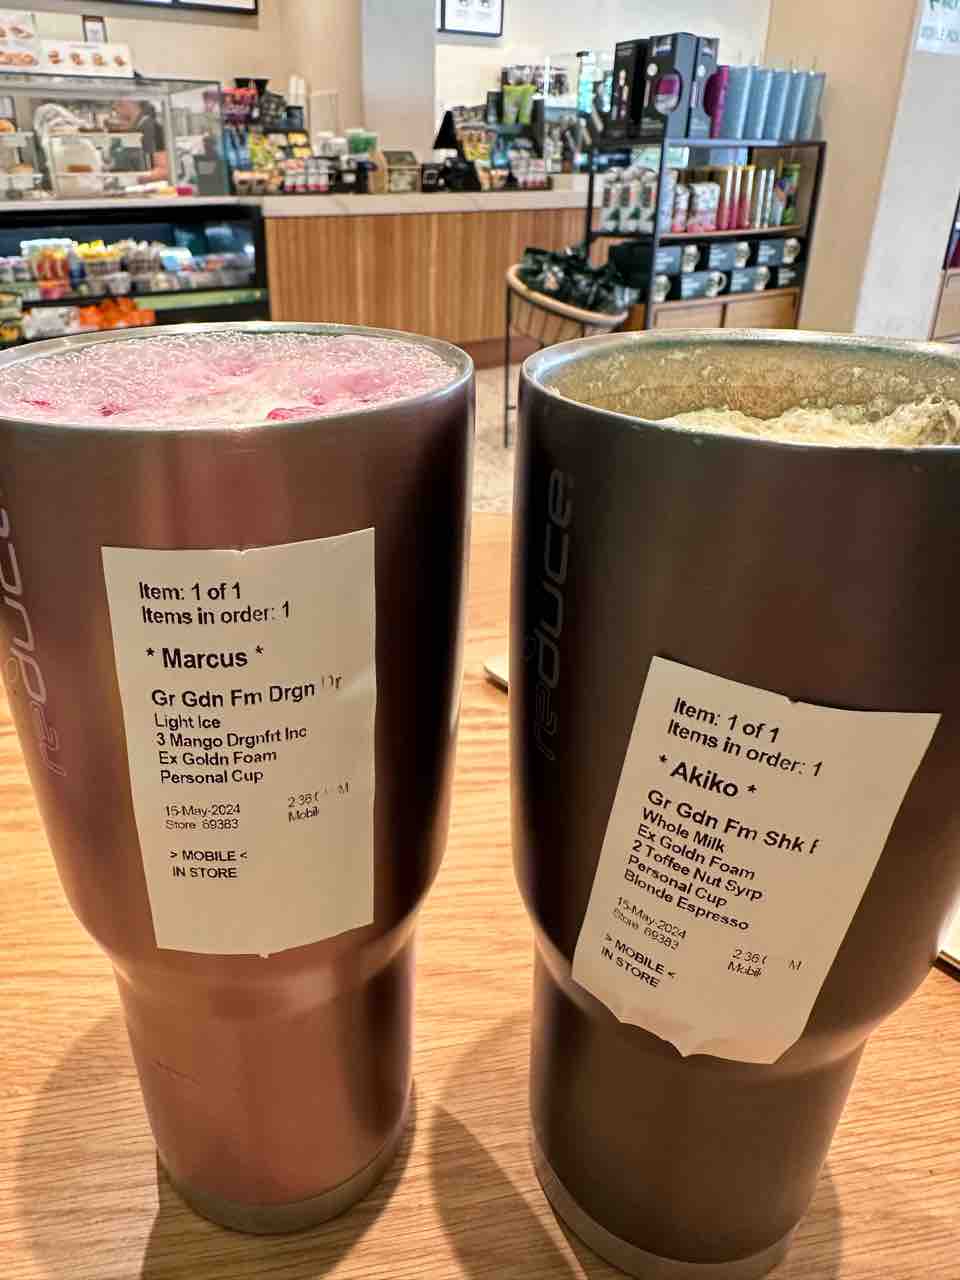 reduce
Item: 1 of 1
Items in order: 1
* Marcus *
Gr Gdn Fm Drgn Dr
Light Ice
3 Mango Drgnfrt Inc
Ex Goldn Foam
Personal Cup
15-May-2024
Store 69383
> MOBILE <
IN STORE
reduce
Item: 1 of 1
Items in order: 1
* Akiko *
Gr Gdn Fm Shk
Whole Milk
Ex Goldn Foam
2 Toffee Nut Syrp
Personal Cup
Blonde Espresso
15-May-2024
Store 69383
> MOBILE <
IN STORE